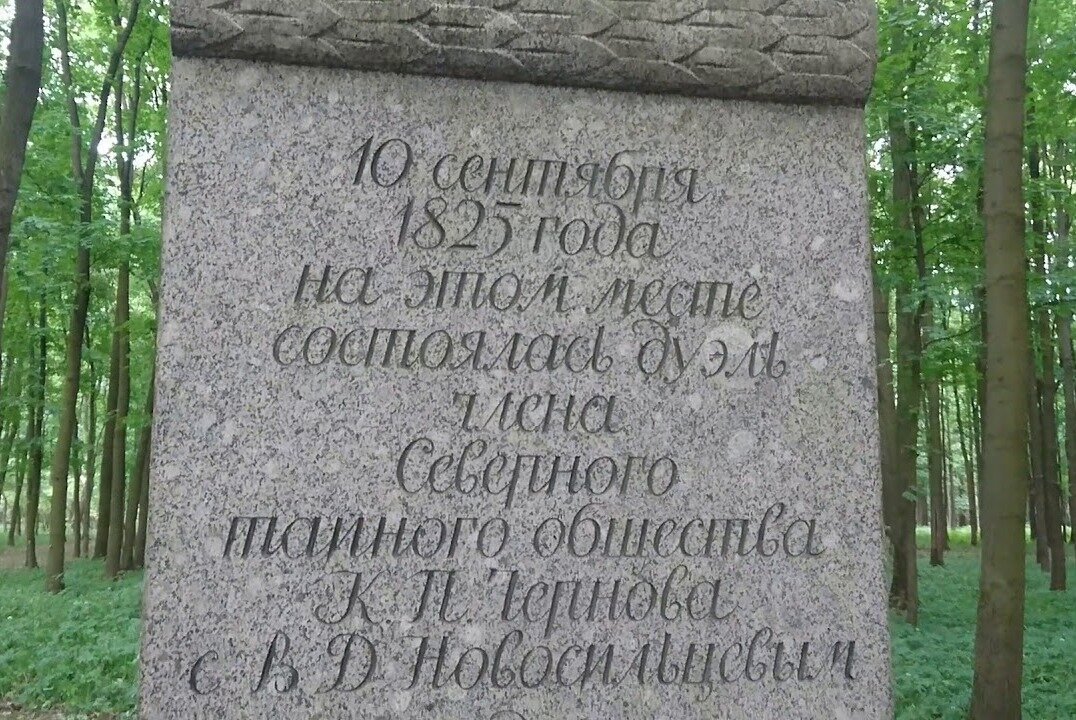 10 сентября
1825 года
на этом месте
состоялась дуэль
члена
Северного
тайного общества
К П Чернова
с В Д Новосильцевым